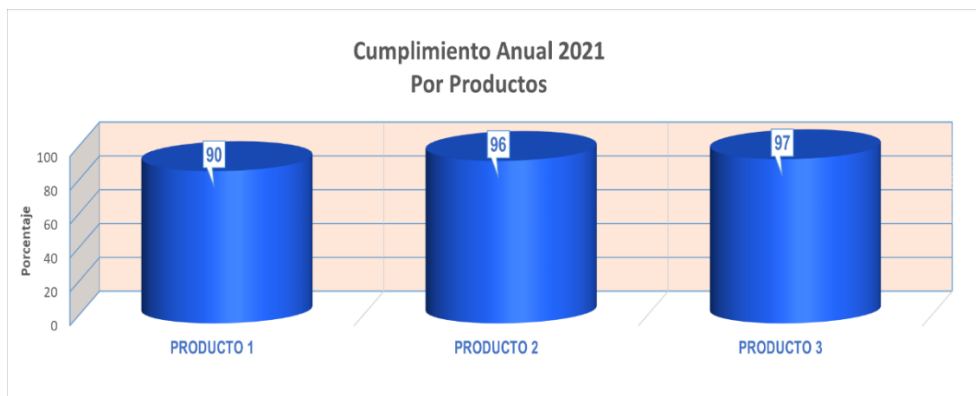 Cumplimiento Anual 2021
Por Productos
Porcentaje
100
80
60
40
20
0
90
96
97
PRODUCTO 1
PRODUCTO 2
PRODUCTO 3